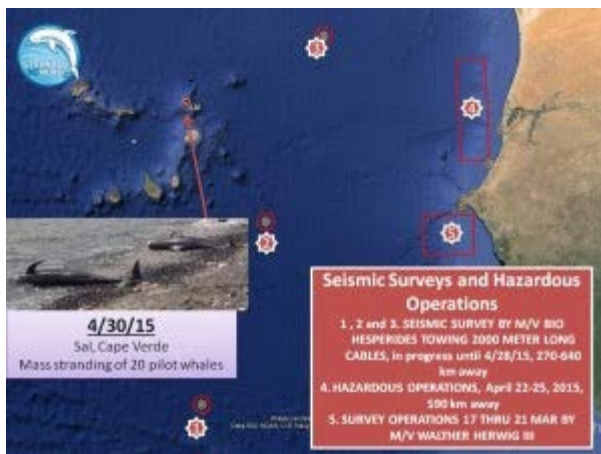 STRANDED
NO MORE
3
4
5
2
1
4/30/15
Sal, Cape Verde
Mass stranding of 20 pilot whales
Seismic Surveys and Hazardous
Operations
1 , 2 and 3. SEISMIC SURVEY BY M/V BIO
HESPERIDES TOWING 2000 METER LONG
CABLES, in progress until 4/28/15, 270-640
km away
4. HAZARDOUS OPERATIONS, April 22-25, 2015,
590 km away
5. SURVEY OPERATIONS 17 THRU 21 MAR BY
M/V WALTHER HERWIG III